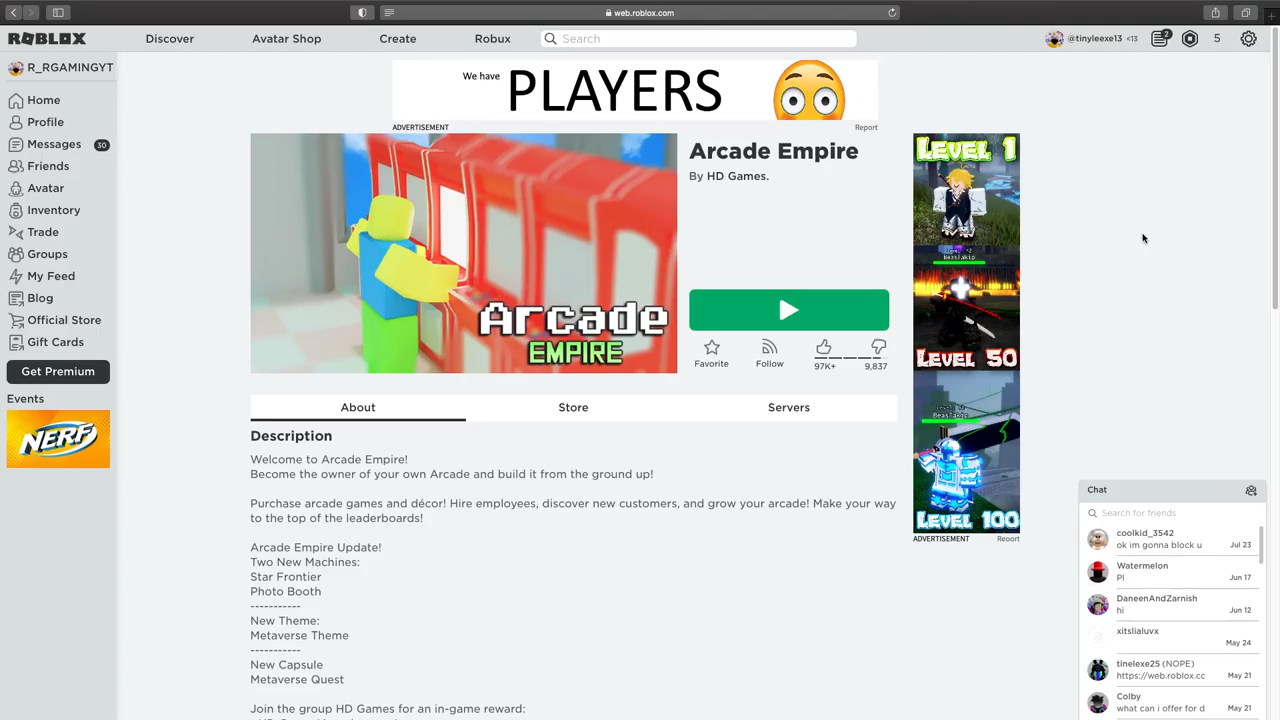 web.roblox.com
ROBLOX
Discover
Avatar Shop
Create
Robux
Search
@tinyleexe13 <13
2
5
R_RGAMINGYT
Home
Profile
Messages 30
Friends
Avatar
Inventory
Trade
Groups
My Feed
Blog
Official Store
Gift Cards
Get Premium
Events
NERF
We have PLAYERS
ADVERTISEMENT
Report
Arcade
EMPIRE
Arcade Empire
By HD Games.
Favorite
Follow
97K+
9,837
About
Store
Servers
Description
Welcome to Arcade Empire!
Become the owner of your own Arcade and build it from the ground up!
Purchase arcade games and décor! Hire employees, discover new customers, and grow your arcade! Make your way
to the top of the leaderboards!
Arcade Empire Update!
Two New Machines:
Star Frontier
Photo Booth
-----------
New Theme:
Metaverse Theme
-----------
New Capsule
Metaverse Quest
Join the group HD Games for an in-game reward:
LEVEL 1
LEVEL 50
LEVEL 100
ADVERTISEMENT
Report
Chat
Search for friends
coolkid_3542
ok im gonna block u Jul 23
Watermelon
Pl Jun 17
DaneenAndZarnish
hi Jun 12
xitslialuvx
May 24
tinelexe25 (NOPE)
https://web.roblox.cc May 21
Colby
what can i offer for d May 21